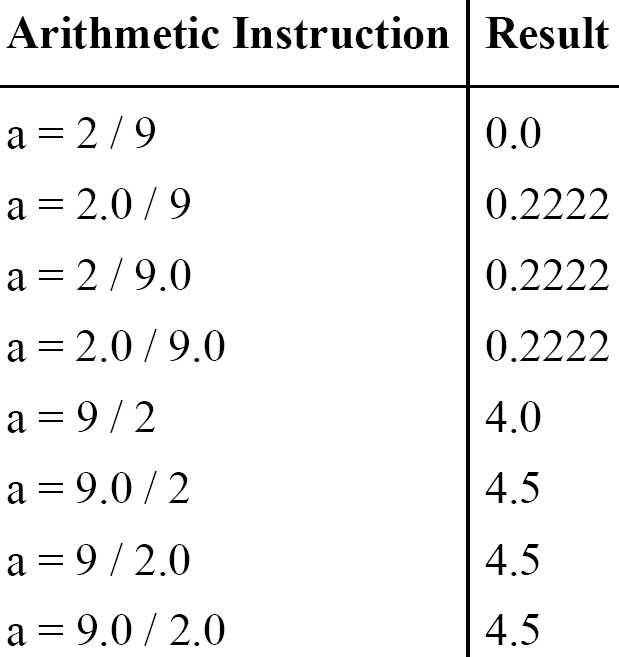 Arithmetic Instruction Result
a = 2 / 9 0.0
a = 2.0 / 9 0.2222
a = 2 / 9.0 0.2222
a = 2.0 / 9.0 0.2222
a = 9 / 2 4.0
a = 9.0 / 2 4.5
a = 9 / 2.0 4.5
a = 9.0 / 2.0 4.5